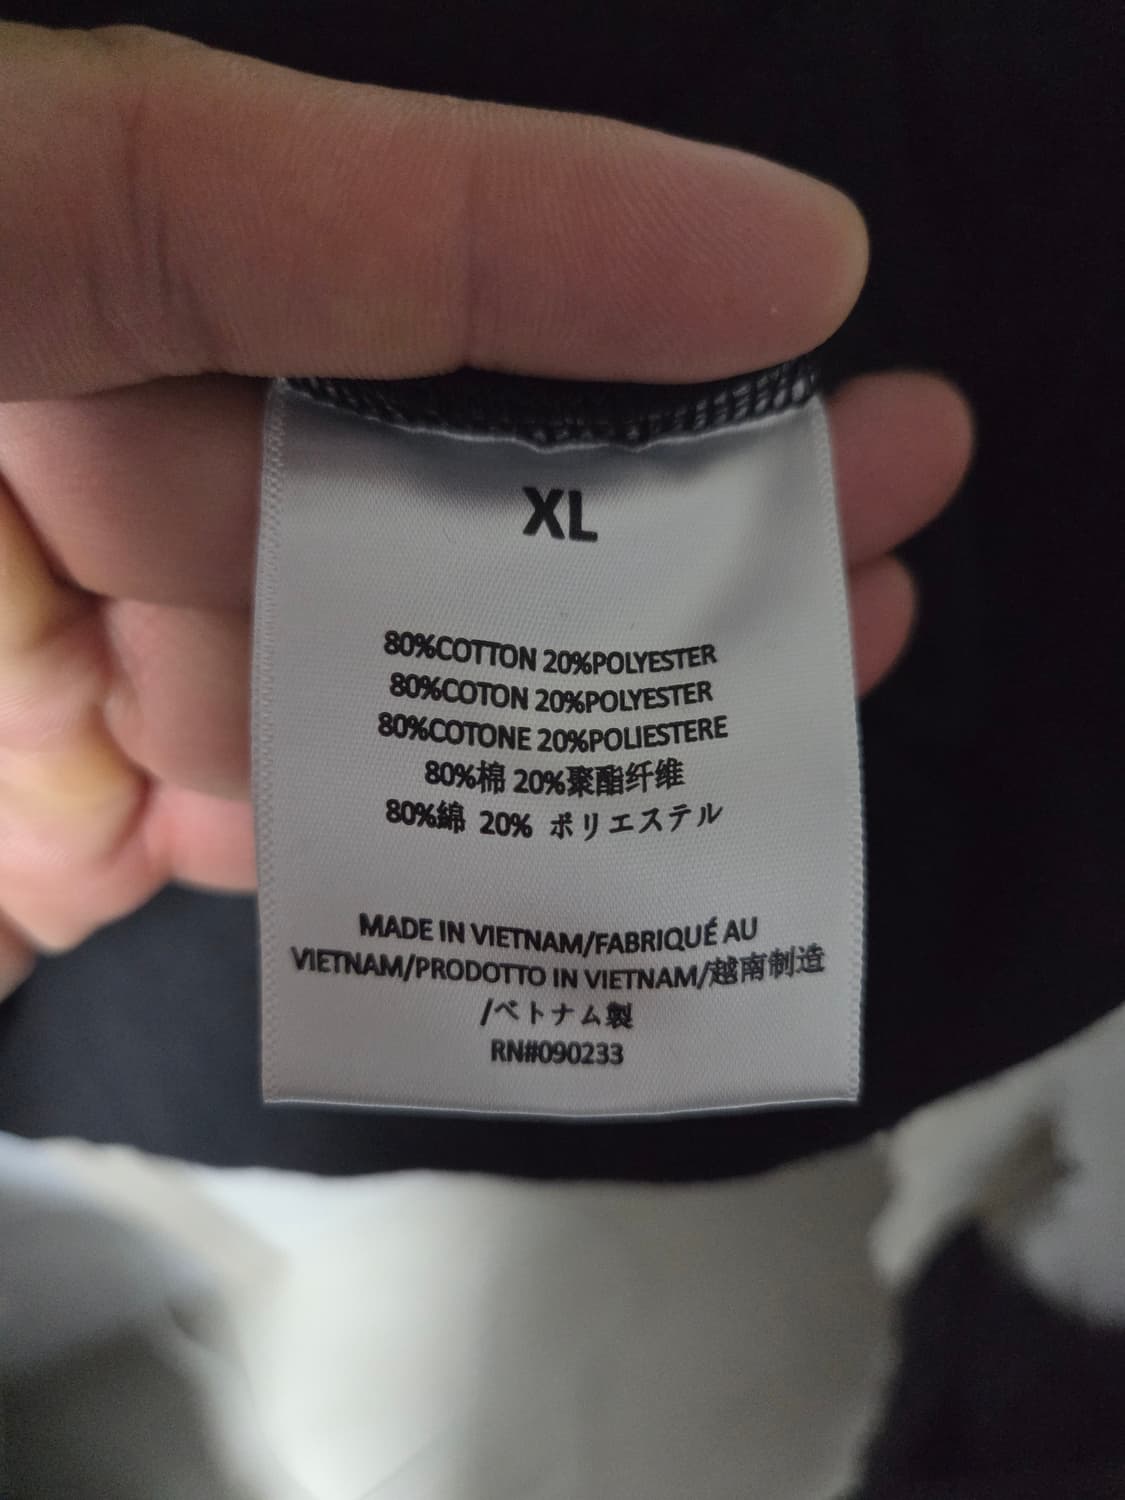 XL
80%COTTON 20%POLYESTER
80%COTON 20%POLYESTER
80%COTONE 20%POLIESTERE
80%棉 20%聚酯纤维
80%綿 20% ポリエステル
MADE IN VIETNAM/FABRIQUÉ AU
VIETNAM/PRODOTTO IN VIETNAM/越南制造
/ベトナム製
RN#090233